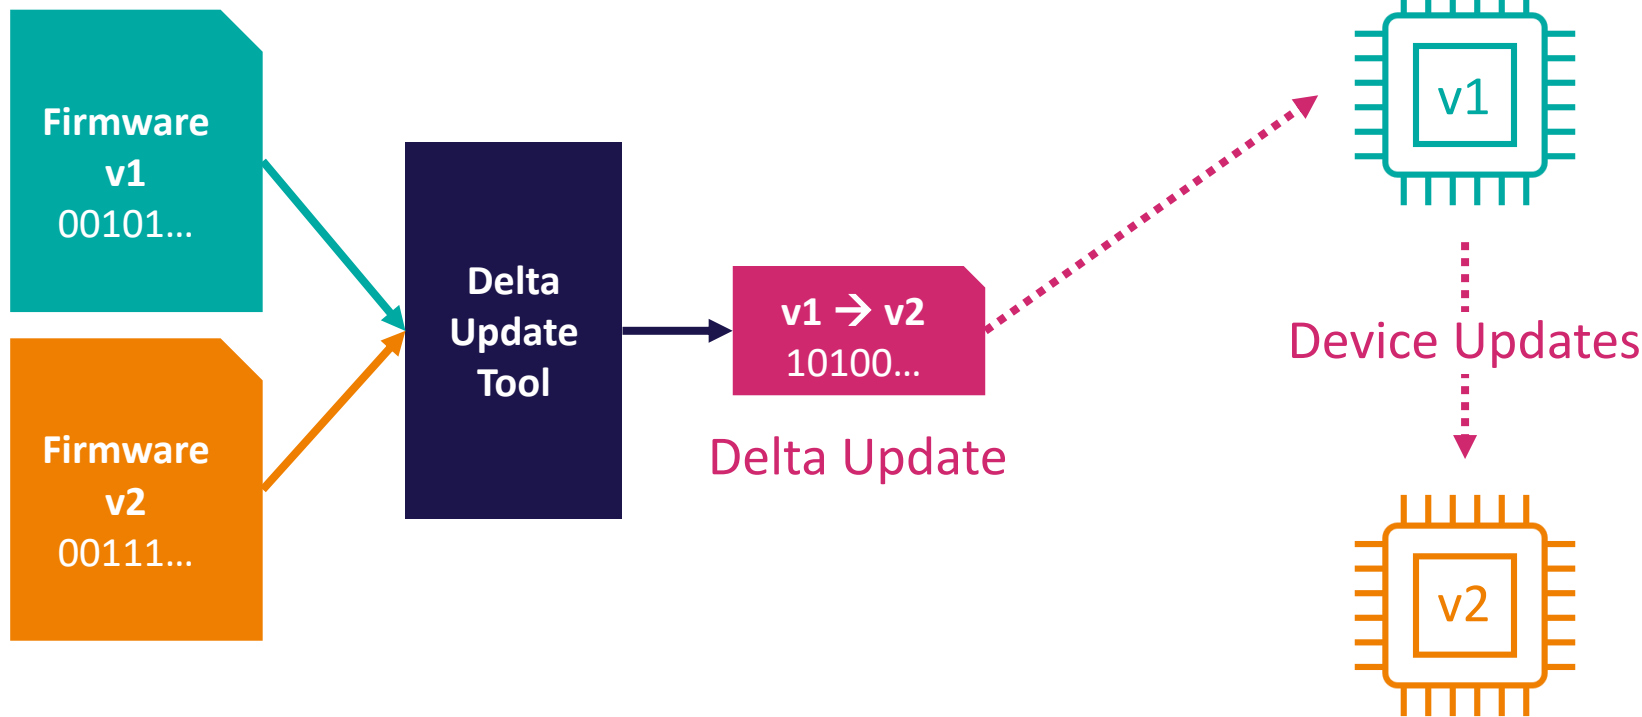 Firmware
v1
00101...
Firmware
v2
00111...
Delta
Update
Tool
v1 → v2
10100...
Delta Update
v1
Device Updates
v2